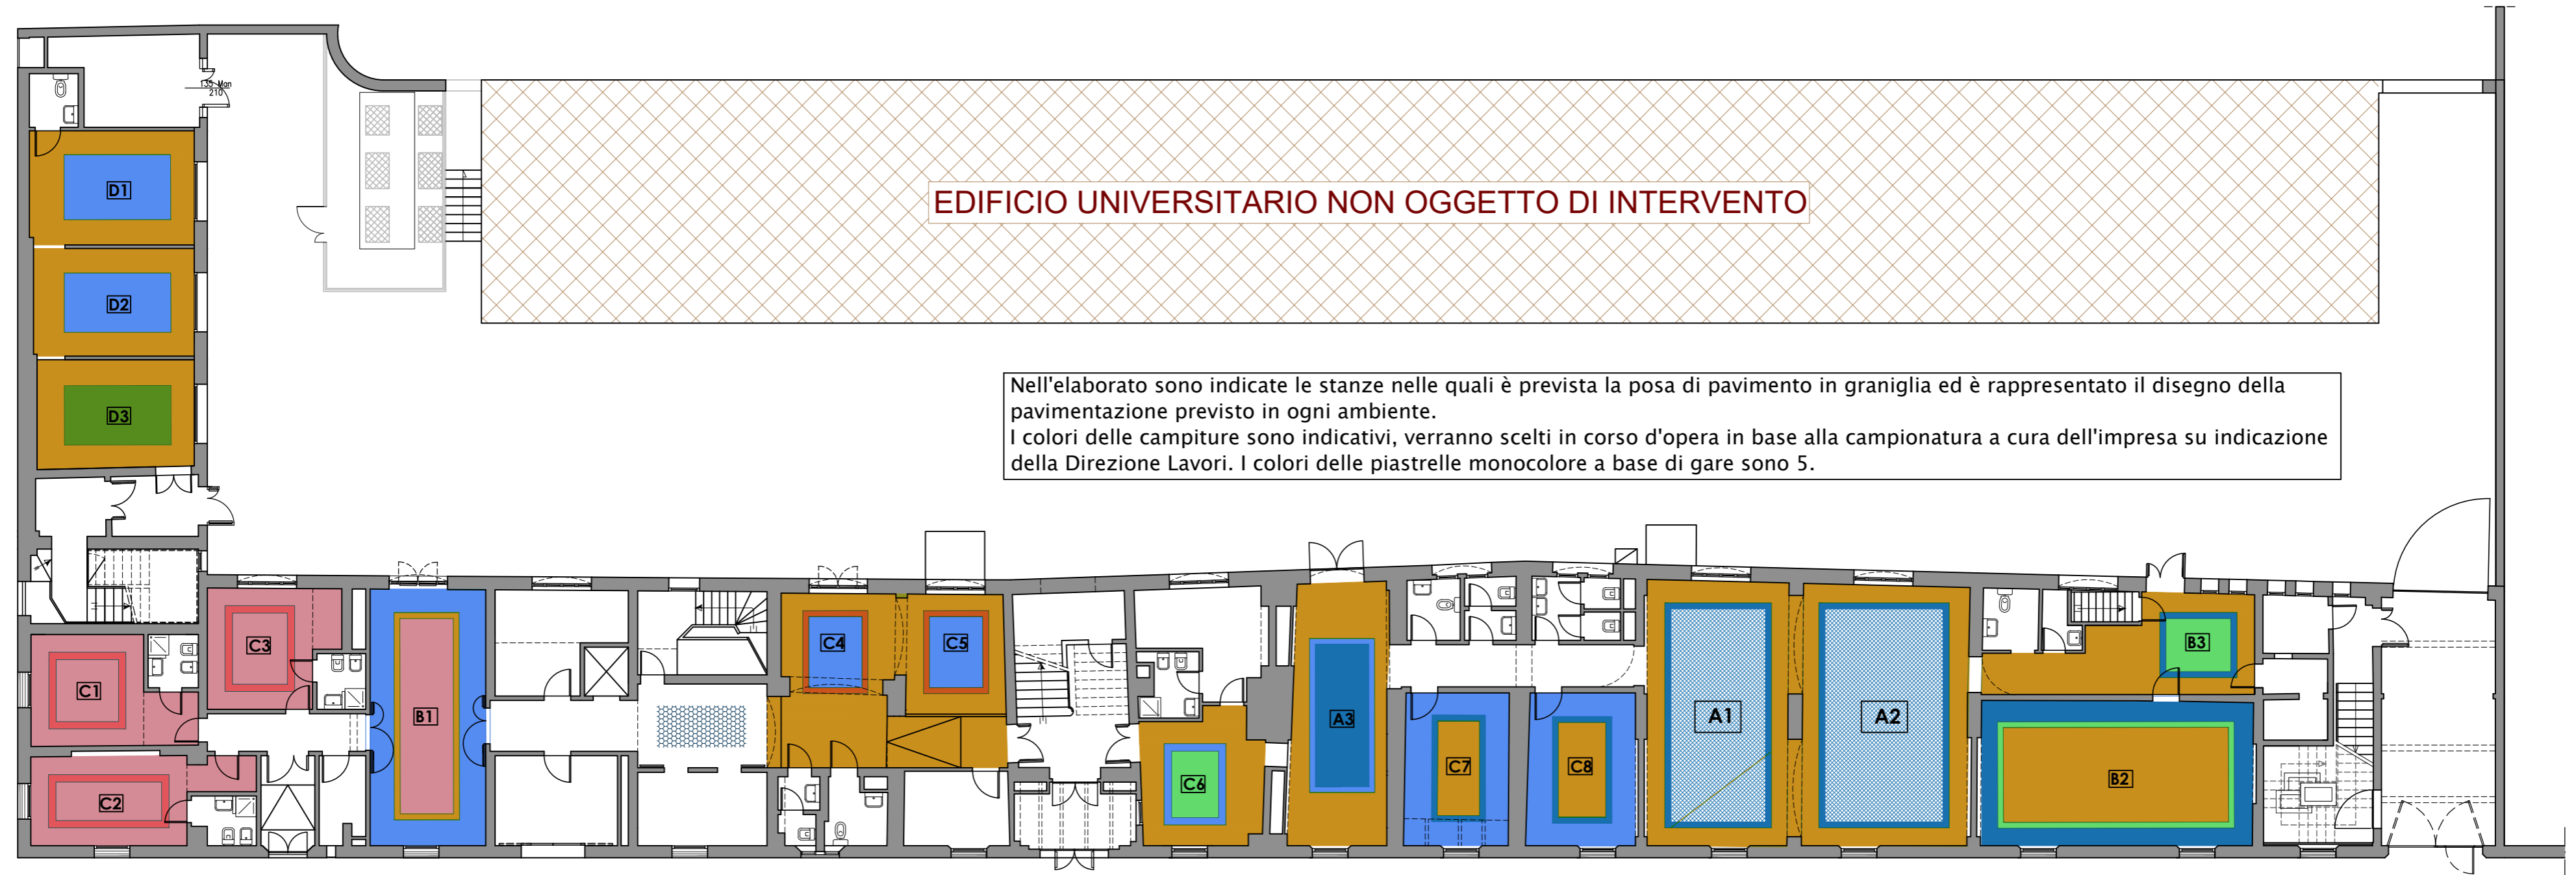 135 Man
210
D1
EDIFICIO UNIVERSITARIO NON OGGETTO DI INTERVENTO
D2
Nell'elaborato sono indicate le stanze nelle quali è prevista la posa di pavimento in graniglia ed è rappresentato il disegno della
pavimentazione previsto in ogni ambiente.
I colori delle campiture sono indicativi, verranno scelti in corso d'opera in base alla campionatura a cura dell'impresa su indicazione
della Direzione Lavori. I colori delle piastrelle monocolore a base di gare sono 5.
D3
C3
C4
C5
B3
C1
B1
A3
A1
A2
C2
C6
C7
C8
B2